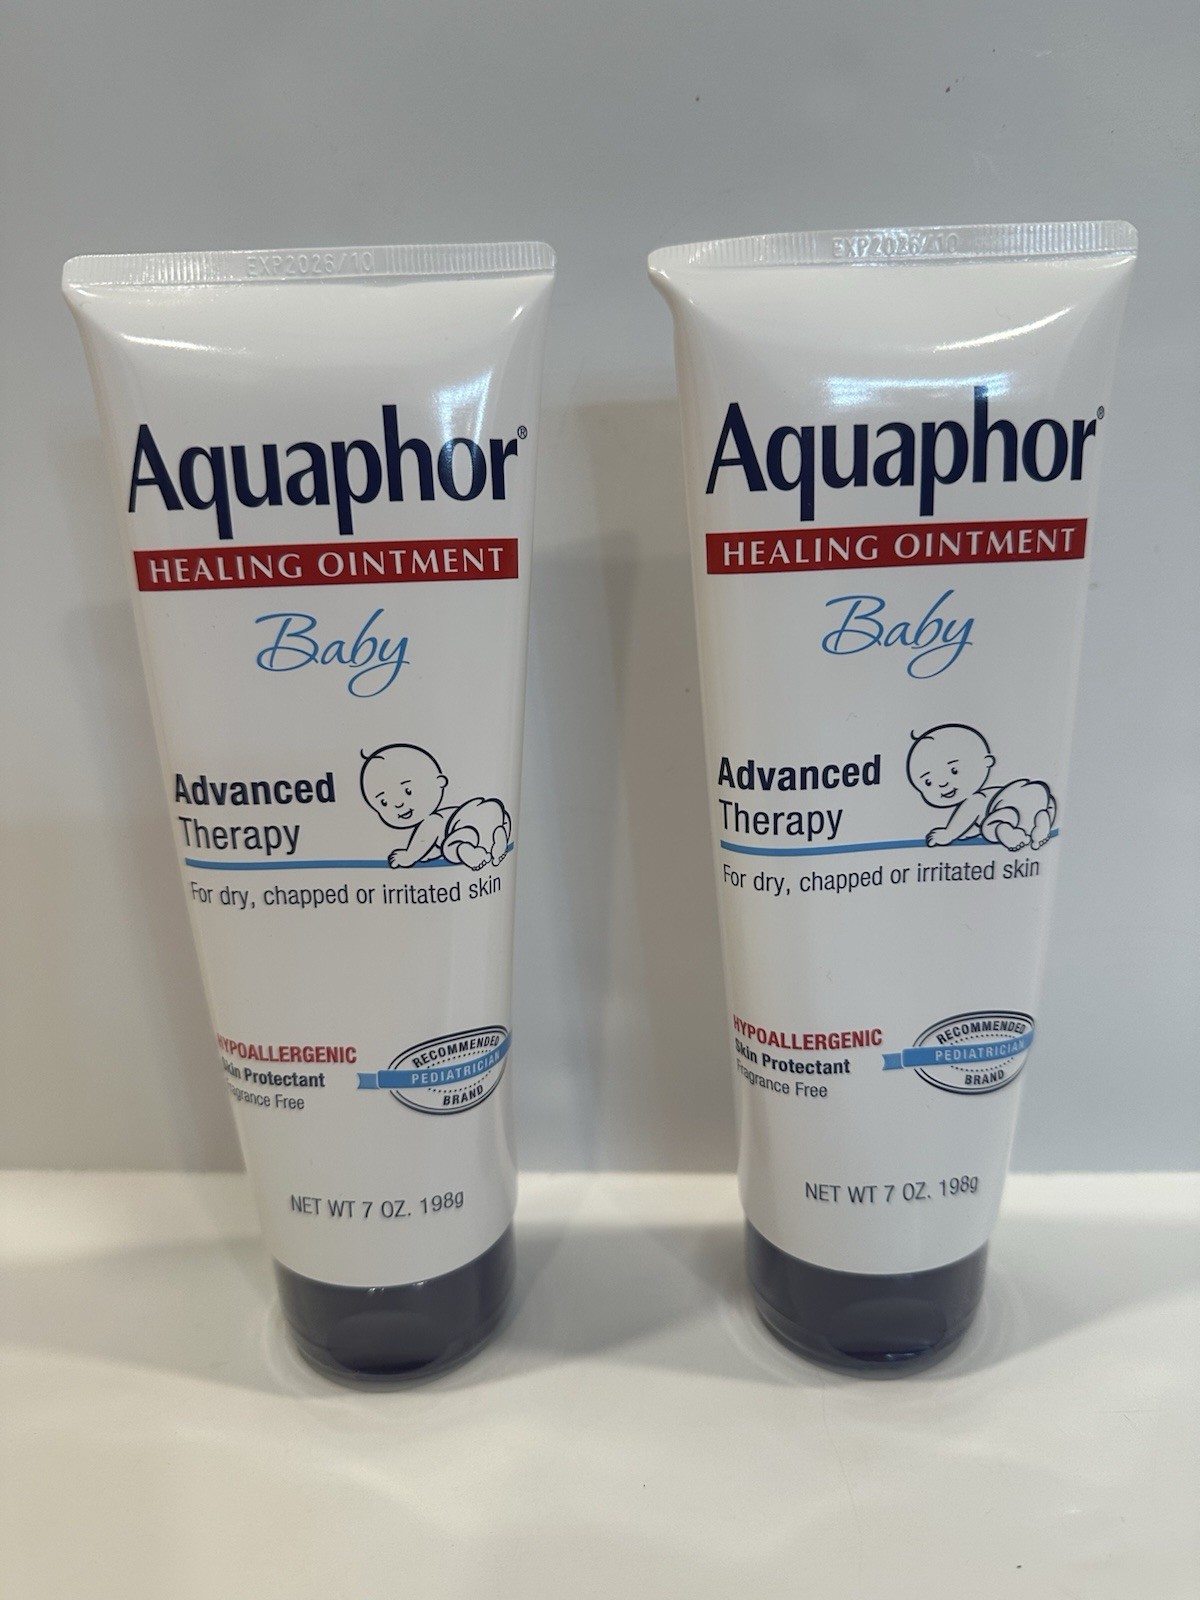 EXP2026/10
Aquaphor®
HEALING OINTMENT
Baby
Advanced
Therapy
For dry, chapped or irritated skin
HYPOALLERGENIC
Skin Protectant
Fragrance Free
RECOMMENDED
PEDIATRICIAN
BRAND
NET WT 7 OZ. 198g
EXP2026/10
Aquaphor®
HEALING OINTMENT
Baby
Advanced
Therapy
For dry, chapped or irritated skin
HYPOALLERGENIC
Skin Protectant
Fragrance Free
RECOMMENDED
PEDIATRICIAN
BRAND
NET WT 7 OZ. 198g